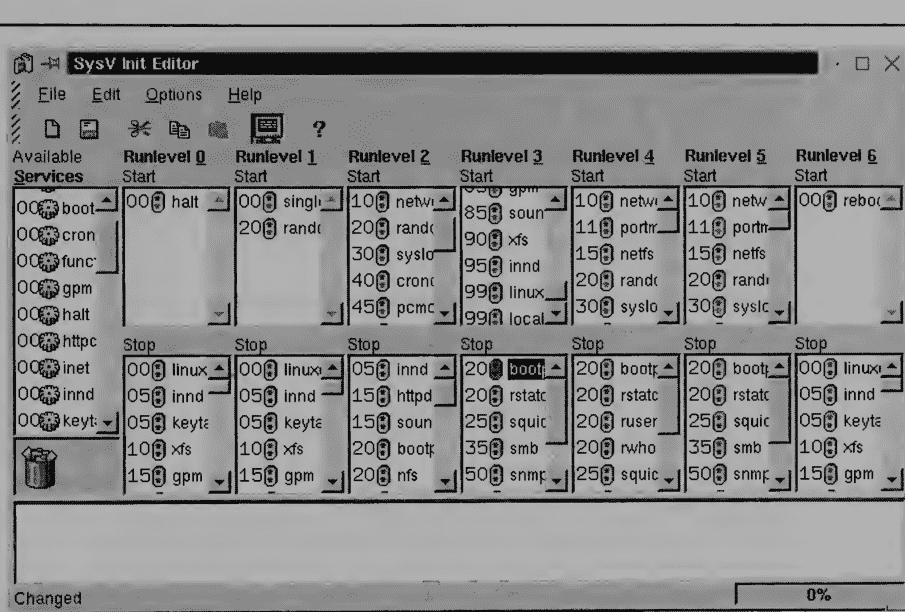 SysV Init Editor
File Edit Options Help
?
Available
Services
00 boot
00 cron
00 func
00 gpm
00 halt
00 httpc
00 inet
00 innd
00 keyt
Runlevel 0
Start
00 halt
Stop
00 linux
05 innd
05 keyta
10 xfs
15 gpm
Runlevel 1
Start
00 singl
20 rando
Stop
00 linux
05 innd
05 keyta
10 xfs
15 gpm
Runlevel 2
Start
10 netw
20 rando
30 syslo
40 cron
45 pcmc
Stop
05 innd
15 httpd
15 soun
20 bootp
20 nfs
Runlevel 3
Start
gpm
85 soun
90 xfs
95 innd
99 linux
99 local
Stop
20 bootp
20 rstatc
25 squic
35 smb
50 snmp
Runlevel 4
Start
10 netw
11 portm
15 netfs
20 rando
30 syslo
Stop
20 bootp
20 rstatc
20 ruser
20 rwho
25 squic
Runlevel 5
Start
10 netw
11 portm
15 netfs
20 rand
30 syslo
Stop
20 bootp
20 rstatc
25 squic
35 smb
50 snmp
Runlevel 6
Start
00 reboo
Stop
00 linux
05 innd
05 keyta
10 xfs
15 gpm
Changed
0%